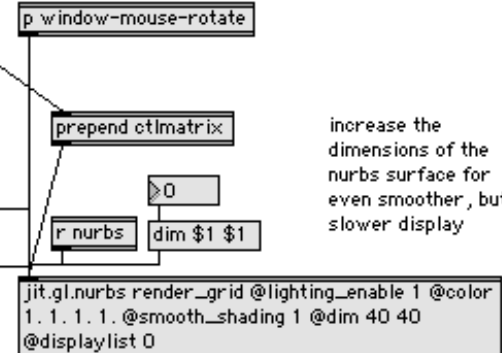 p window-mouse-rotate
prepend ctlmatrix
increase the
dimensions of the
nurbs surface for
even smoother, but
slower display
0
r nurbs
dim $1 $1
jit.gl.nurbs render_grid @lighting_enable 1 @color
1. 1. 1. 1. @smooth_shading 1 @dim 40 40
@displaylist 0